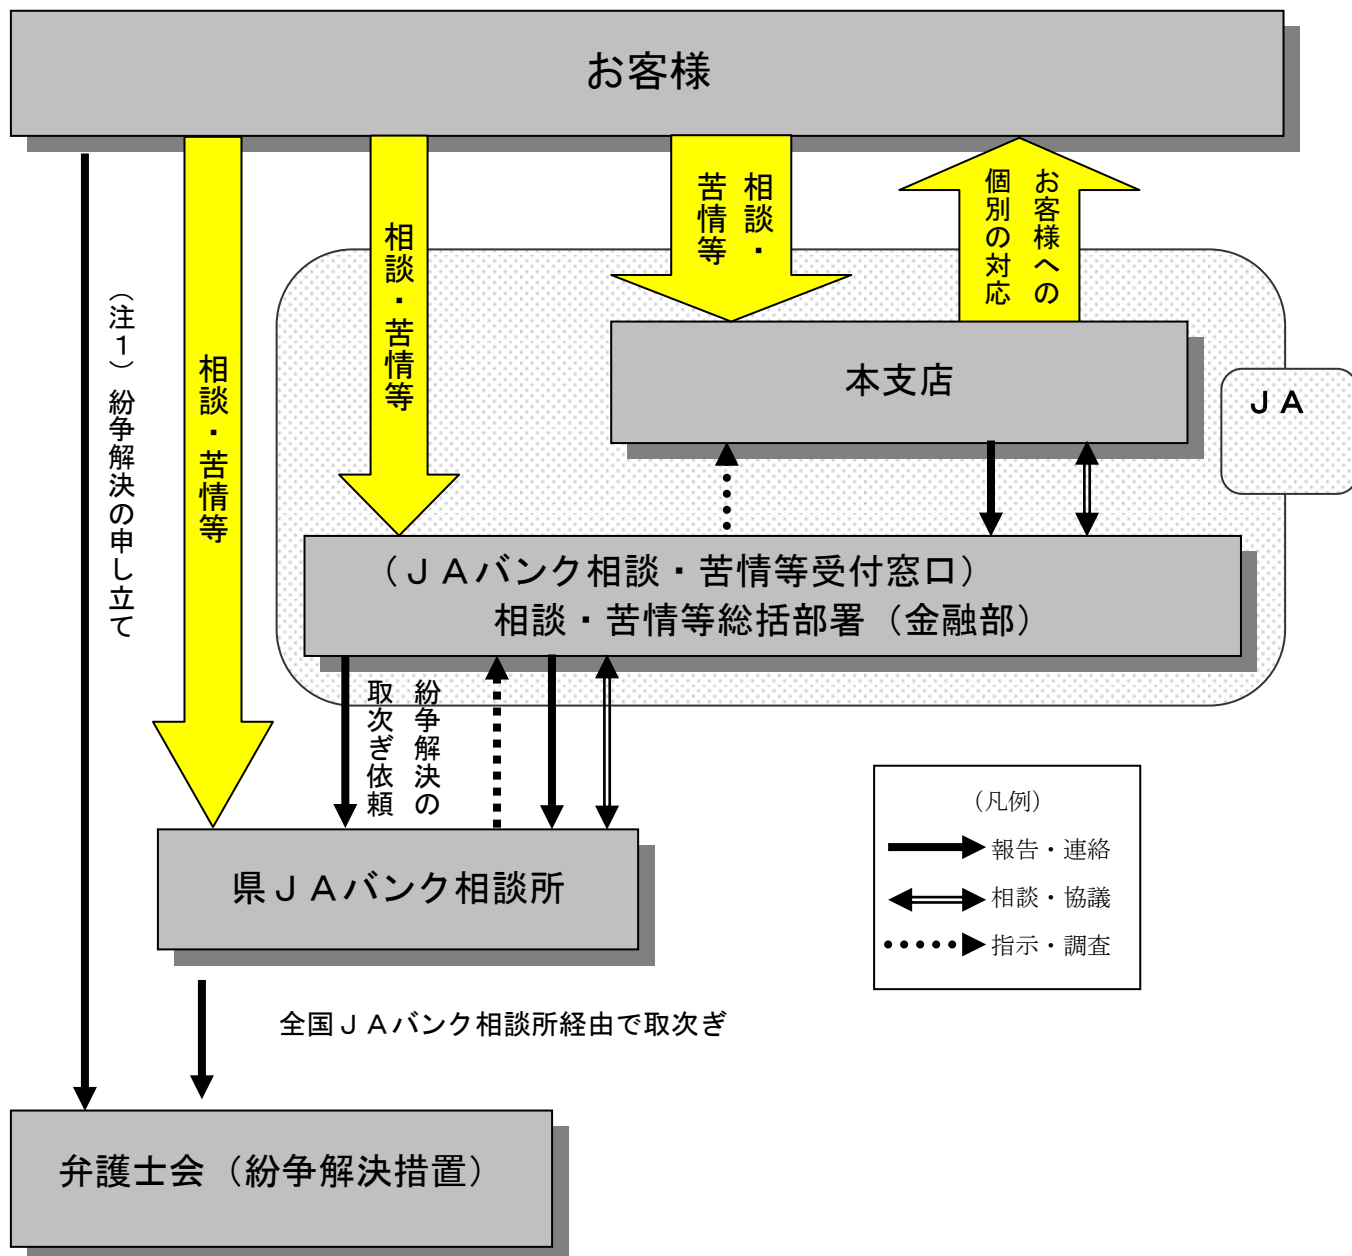 お客様
（注１）紛争解決の申し立て
相談・苦情等
相談・苦情等
相談・
苦情等
お客様への
個別の対応
本支店
ＪＡ
（ＪＡバンク相談・苦情等受付窓口）
相談・苦情等総括部署（金融部）
紛争解決の
取次ぎ依頼
（凡例）
報告・連絡
相談・協議
指示・調査
県ＪＡバンク相談所
全国ＪＡバンク相談所経由で取次ぎ
弁護士会（紛争解決措置）